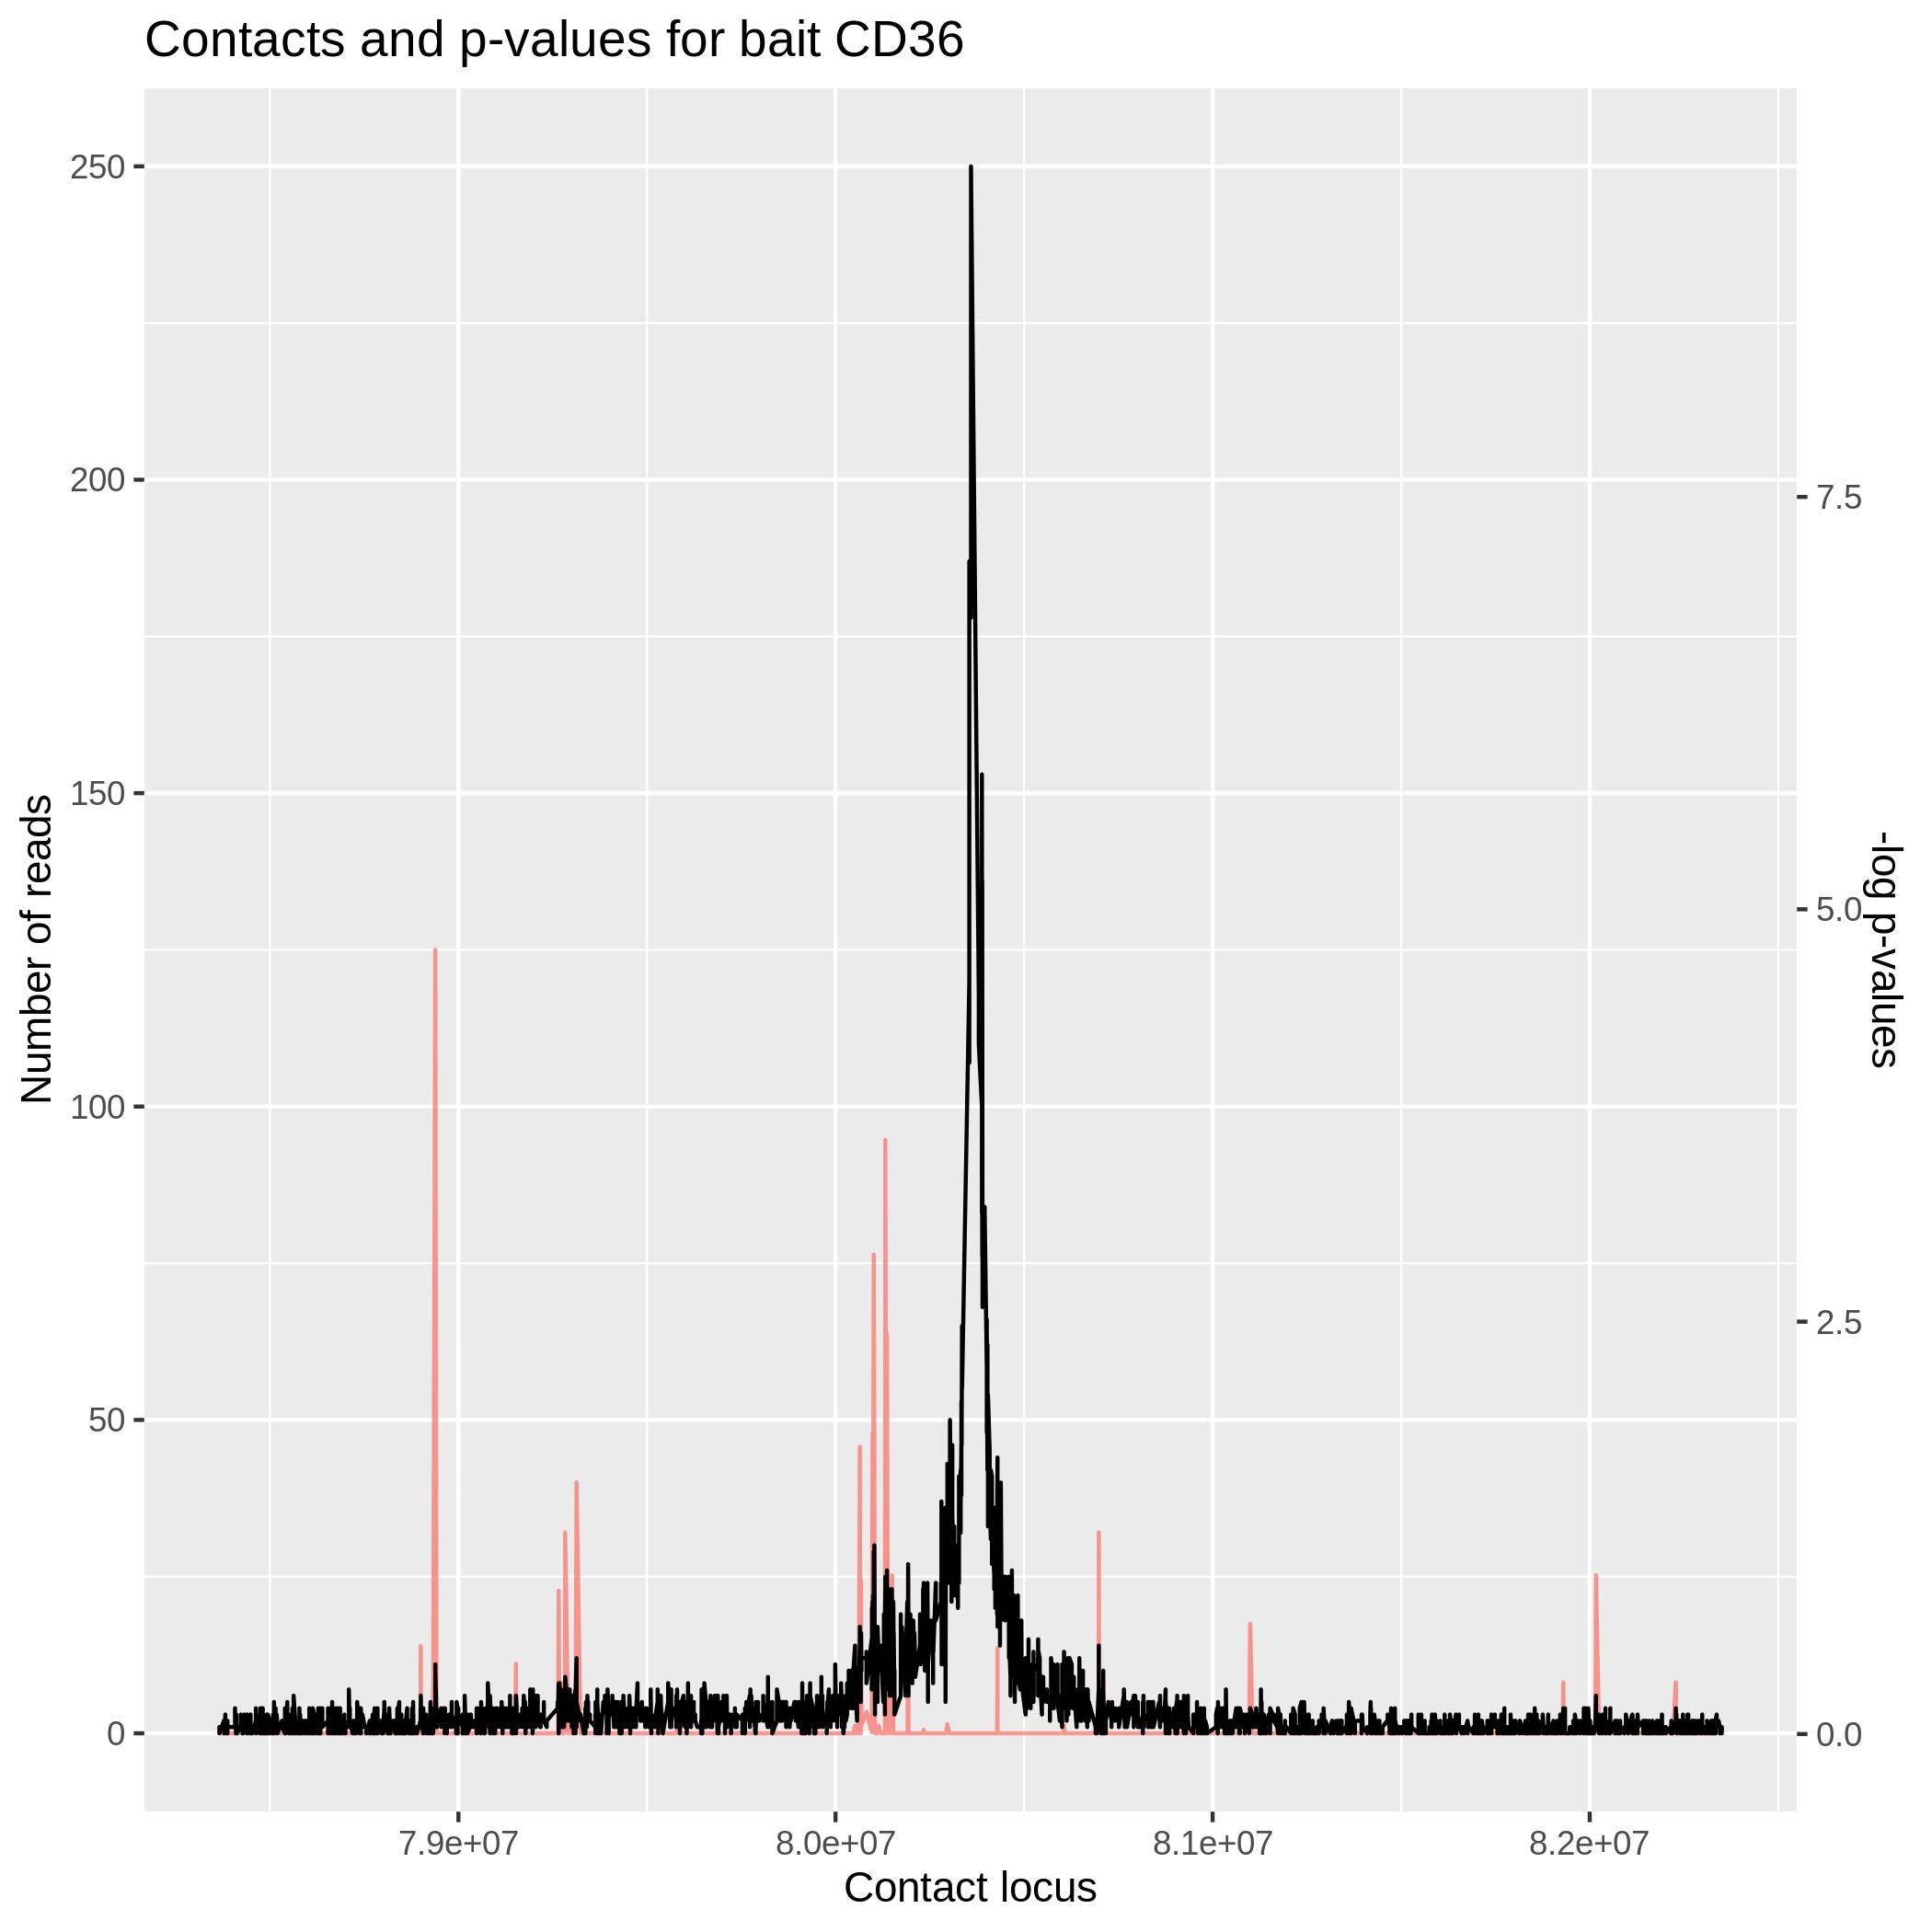 Contacts and p-values for bait CD36
250
200
150
100
50
0
Number of reads
7.5
5.0
2.5
0.0
-log p-values
7.9e+07
8.0e+07
8.1e+07
8.2e+07
Contact locus